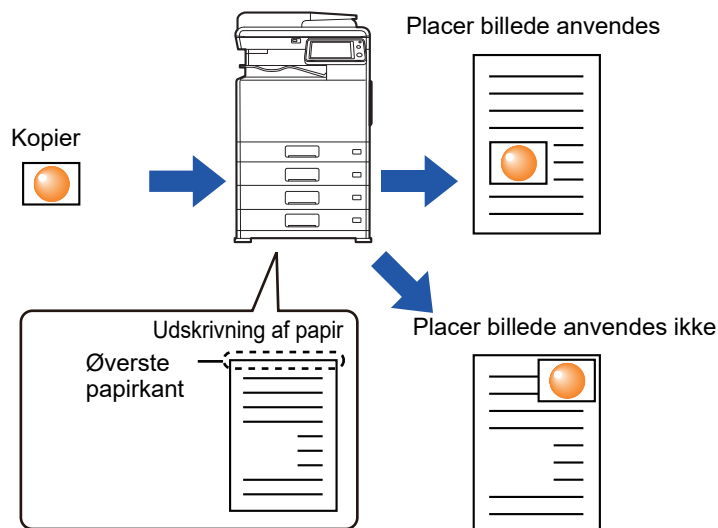 Placer billede anvendes
Kopier
Udskrivning af papir
Øverste
papirkant
Placer billede anvendes ikke